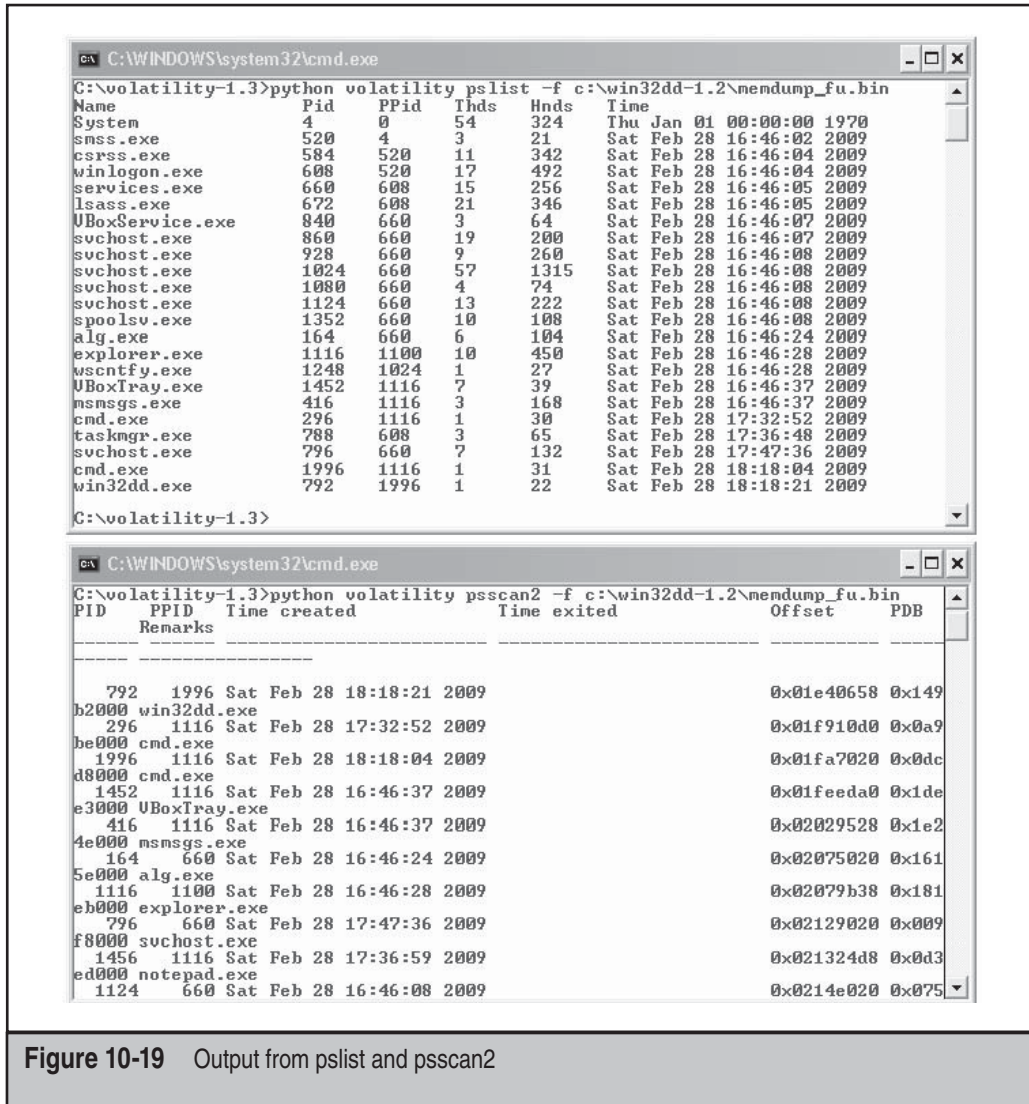 C:\WINDOWS\system32\cmd.exe
C:\volatility-1.3>python volatility pslist -f c:\win32dd-1.2\memdump_fu.bin
Name Pid PPid Thds Hnds Time
System 4 0 54 324 Thu Jan 01 00:00:00 1970
smss.exe 520 4 3 21 Sat Feb 28 16:46:02 2009
csrss.exe 584 520 11 342 Sat Feb 28 16:46:04 2009
winlogon.exe 608 520 17 492 Sat Feb 28 16:46:04 2009
services.exe 660 608 15 256 Sat Feb 28 16:46:05 2009
lsass.exe 672 608 21 346 Sat Feb 28 16:46:05 2009
VBoxService.exe 840 660 3 64 Sat Feb 28 16:46:07 2009
svchost.exe 860 660 19 200 Sat Feb 28 16:46:07 2009
svchost.exe 928 660 9 260 Sat Feb 28 16:46:08 2009
svchost.exe 1024 660 57 1315 Sat Feb 28 16:46:08 2009
svchost.exe 1080 660 4 74 Sat Feb 28 16:46:08 2009
svchost.exe 1124 660 13 222 Sat Feb 28 16:46:08 2009
spoolsv.exe 1352 660 10 108 Sat Feb 28 16:46:08 2009
alg.exe 164 660 6 104 Sat Feb 28 16:46:24 2009
explorer.exe 1116 1100 10 450 Sat Feb 28 16:46:28 2009
wscntfy.exe 1248 1024 1 27 Sat Feb 28 16:46:28 2009
VBoxTray.exe 1452 1116 7 39 Sat Feb 28 16:46:37 2009
msmsgs.exe 416 1116 3 168 Sat Feb 28 16:46:37 2009
cmd.exe 296 1116 1 30 Sat Feb 28 17:32:52 2009
taskmgr.exe 788 608 3 65 Sat Feb 28 17:36:48 2009
svchost.exe 796 660 7 132 Sat Feb 28 17:47:36 2009
cmd.exe 1996 1116 1 31 Sat Feb 28 18:18:04 2009
win32dd.exe 792 1996 1 22 Sat Feb 28 18:18:21 2009
C:\volatility-1.3>
C:\WINDOWS\system32\cmd.exe
C:\volatility-1.3>python volatility psscan2 -f c:\win32dd-1.2\memdump_fu.bin
PID PPID Time created Time exited Offset PDB
Remarks
------ ------ ------------------------ ------------------------ ---------- -----
----- ----------------
792 1996 Sat Feb 28 18:18:21 2009 0x01e40658 0x149
b2000 win32dd.exe
296 1116 Sat Feb 28 17:32:52 2009 0x01f910d0 0x0a9
be000 cmd.exe
1996 1116 Sat Feb 28 18:18:04 2009 0x01fa7020 0x0dc
d8000 cmd.exe
1452 1116 Sat Feb 28 16:46:37 2009 0x01feeda0 0x1de
e3000 VBoxTray.exe
416 1116 Sat Feb 28 16:46:37 2009 0x02029528 0x1e2
4e000 msmsgs.exe
164 660 Sat Feb 28 16:46:24 2009 0x02075020 0x161
5e000 alg.exe
1116 1100 Sat Feb 28 16:46:28 2009 0x02079b38 0x181
eb000 explorer.exe
796 660 Sat Feb 28 17:47:36 2009 0x02129020 0x009
f8000 svchost.exe
1456 1116 Sat Feb 28 17:36:59 2009 0x021324d8 0x0d3
ed000 notepad.exe
1124 660 Sat Feb 28 16:46:08 2009 0x0214e020 0x075
Figure 10-19 Output from pslist and psscan2